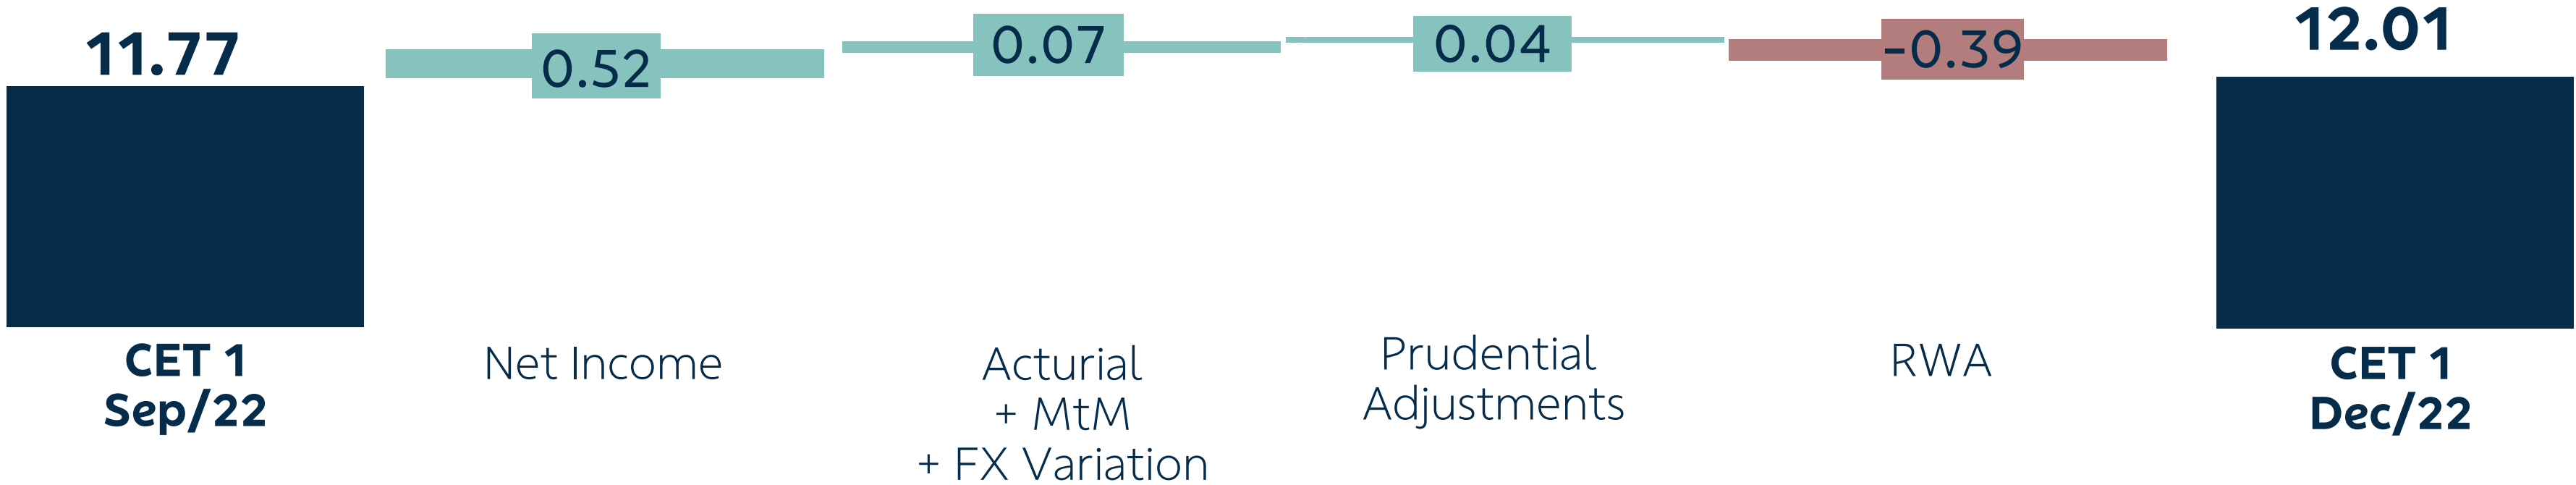 11.77
0.52
0.07
0.04
-0.39
12.01
CET 1
Sep/22
Net Income
Acturial
+ MtM
+ FX Variation
Prudential
Adjustments
RWA
CET 1
Dec/22